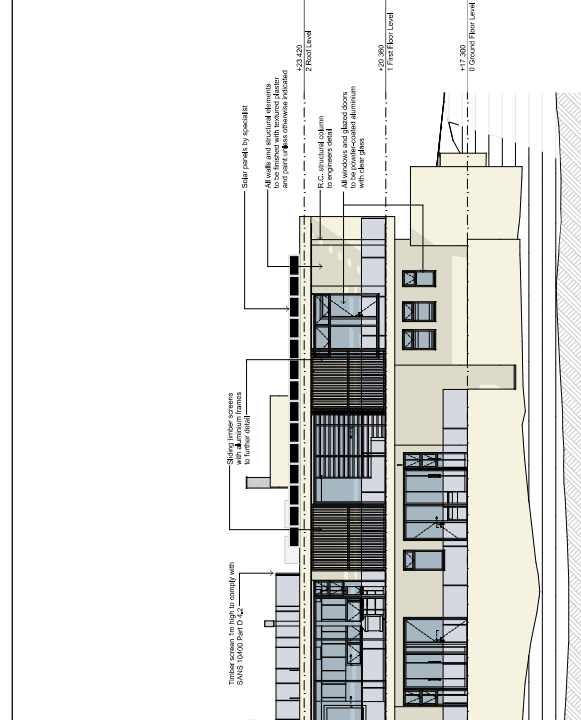 +23 420
2 Roof Level
+20 360
1 First Floor Level
+17 300
0 Ground Floor Level
Solar panels by specialist
All walls and structural elements
to be finished with textured plaster
and paint unless otherwise indicated
R.C. structural column
to engineers detail
All windows and glazed doors
to be powder-coated aluminium
with clear glass
Sliding timber screens
with aluminium frames
to further detail
Timber screen 1m high to comply with
SANS 10400 Part D 4.2